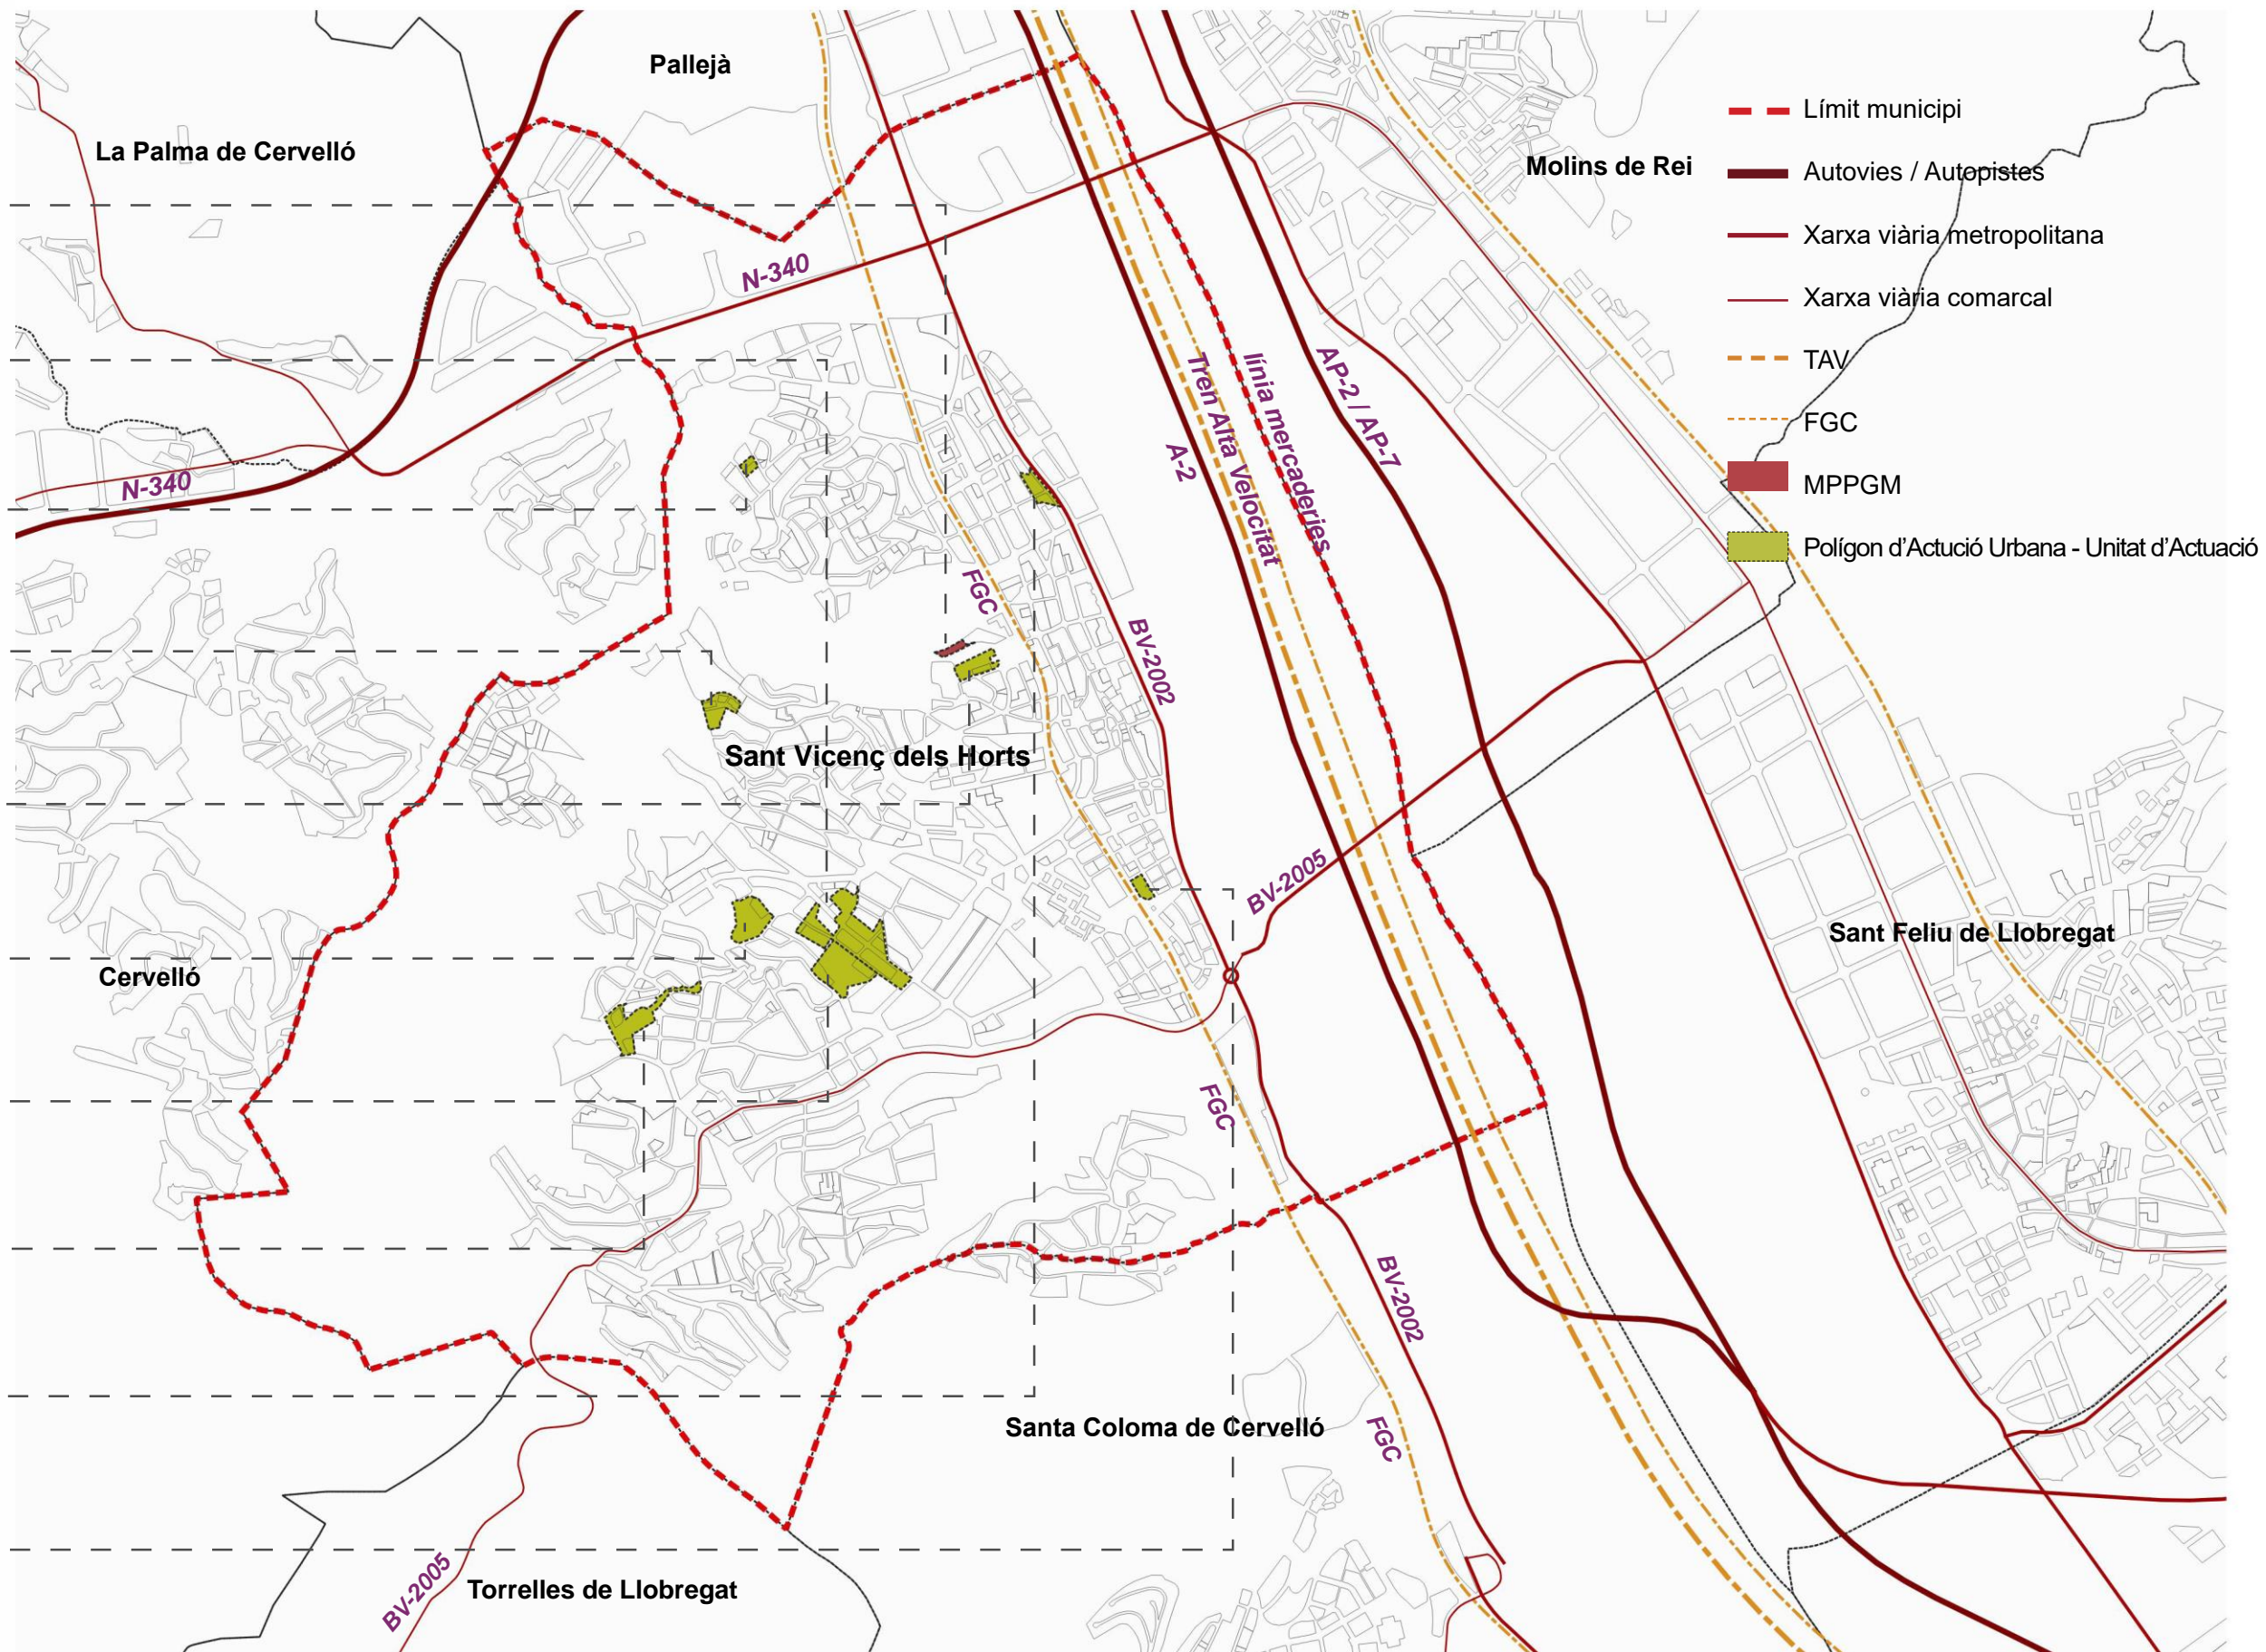 Pallejà
La Palma de Cervelló
Molins de Rei
Límit municipi
Autovies / Autopistes
Xarxa viària metropolitana
Xarxa viària comarcal
TAV
FGC
MPPGM
Polígon d'Actució Urbana - Unitat d'Actuació
N-340
N-340
A-2
Tren Alta Velocitat
línia mercaderies
AP-2 / AP-7
FGC
BV-2002
Sant Vicenç dels Horts
BV-2005
Sant Feliu de Llobregat
Cervelló
FGC
BV-2002
Santa Coloma de Cervelló
FGC
BV-2005
Torrelles de Llobregat